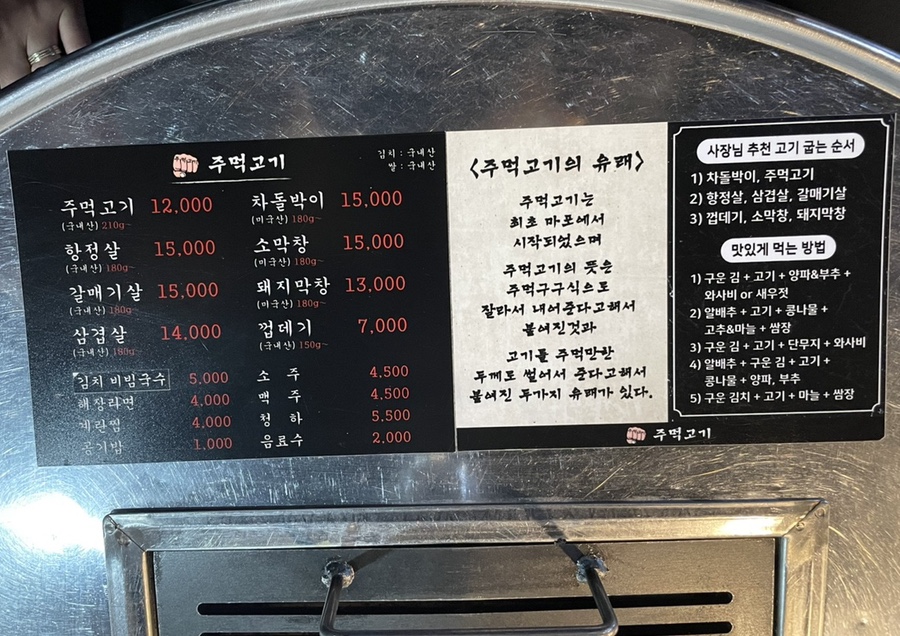 주먹고기
김치 : 국내산
쌀 : 국내산
주먹고기 12,000
(국내산) 210g~
항정살 15,000
(국내산) 180g~
갈매기살 15,000
(국내산) 180g~
삼겹살 14,000
(국내산) 180g~
차돌박이 15,000
(미국산) 180g~
소막창 15,000
(미국산) 180g~
돼지막창 13,000
(미국산) 180g~
껍데기 7,000
(국내산) 150g~
김치 비빔국수 5,000
해장라면 4,000
계란찜 4,000
공기밥 1,000
소 주 4,500
맥 주 4,500
청 하 5,500
음료수 2,000
<주먹고기의 유래>
주먹고기는
최초 마포에서
시작되었으며
주먹고기의 뜻은
주먹구구식으로
잘라서 내어준다고해서
붙여진것과
고기를 주먹만한
두께로 썰어서 준다고해서
붙여진 두가지 유래가 있다.
사장님 추천 고기 굽는 순서
1) 차돌박이, 주먹고기
2) 항정살, 삼겹살, 갈매기살
3) 껍데기, 소막창, 돼지막창
맛있게 먹는 방법
1) 구운 김 + 고기 + 양파&부추 +
와사비 or 새우젓
2) 알배추 + 고기 + 콩나물 +
고추&마늘 + 쌈장
3) 구운 김 + 고기 + 단무지 + 와사비
4) 알배추 + 구운 김 + 고기 +
콩나물 + 양파, 부추
5) 구운 김치 + 고기 + 마늘 + 쌈장
주먹고기